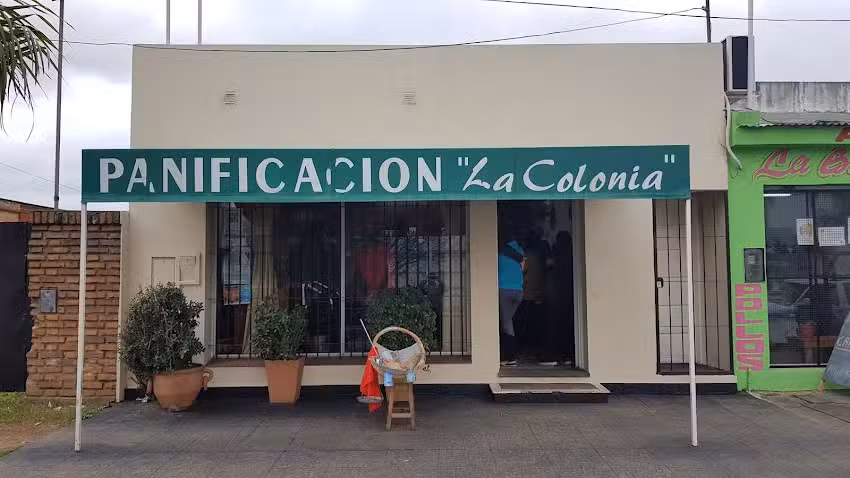 PANIFICACION "La Colonia"
La B